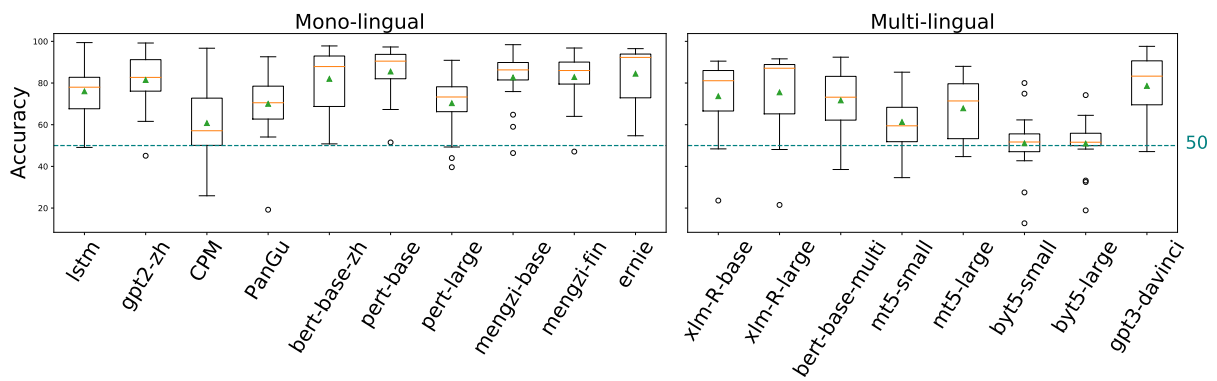 Mono-lingual
Multi-lingual
Accuracy
100
80
60
40
20
50
lstm
gpt2-zh
CPM
PanGu
bert-base-zh
pert-base
pert-large
mengzi-base
mengzi-fin
ernie
xlm-R-base
xlm-R-large
bert-base-multi
mt5-small
mt5-large
byt5-small
byt5-large
gpt3-davinci